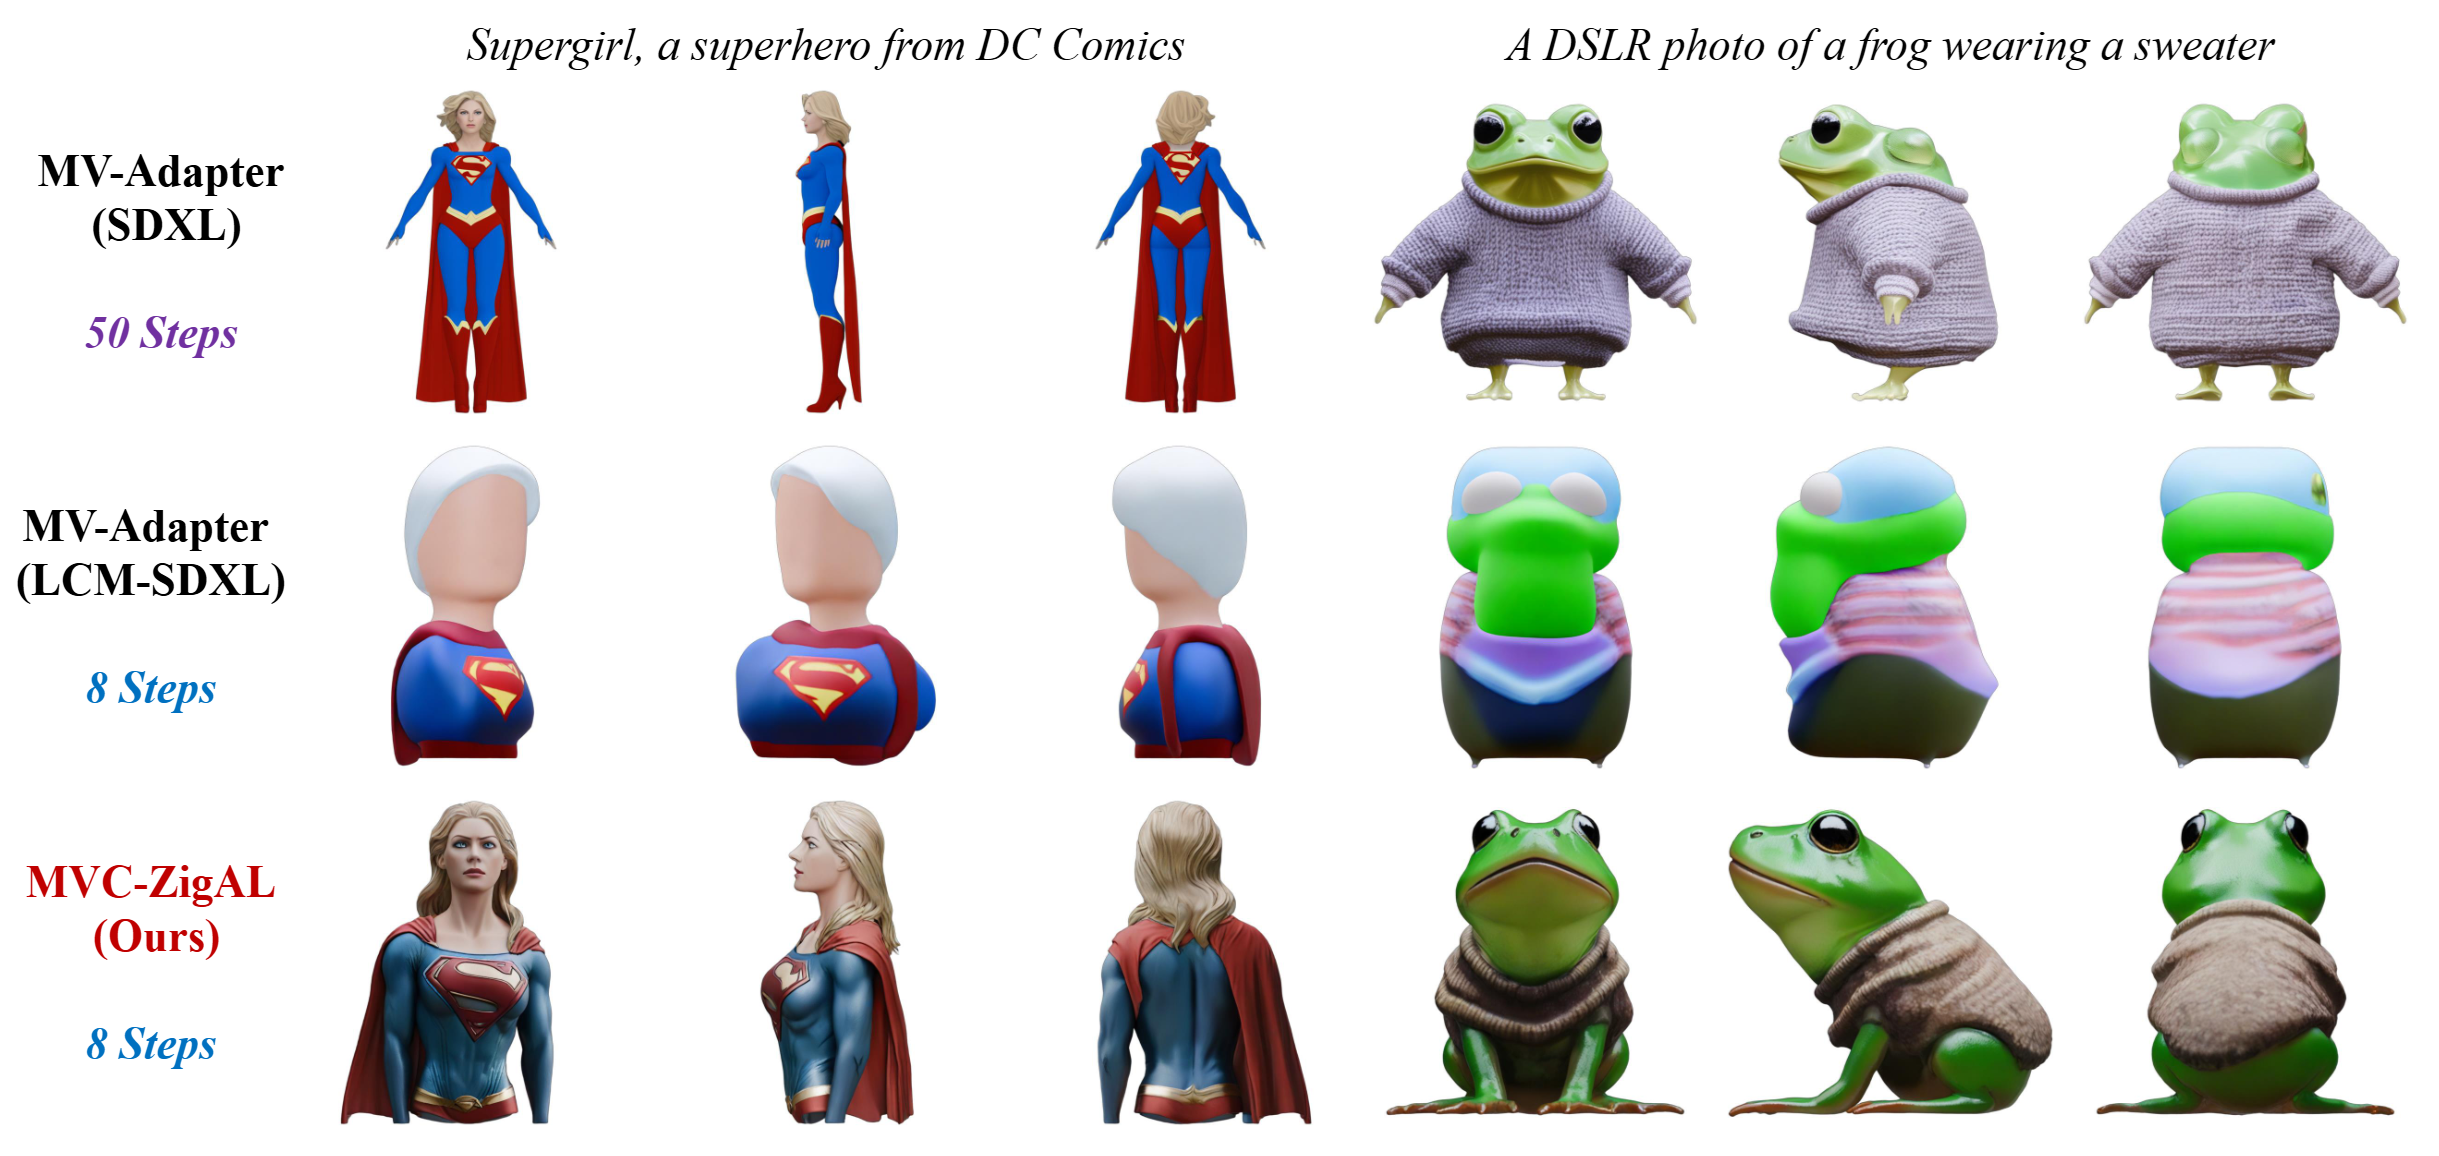 Supergirl, a superhero from DC Comics
A DSLR photo of a frog wearing a sweater
MV-Adapter
(SDXL)
50 Steps
MV-Adapter
(LCM-SDXL)
8 Steps
MVC-ZigAL
(Ours)
8 Steps